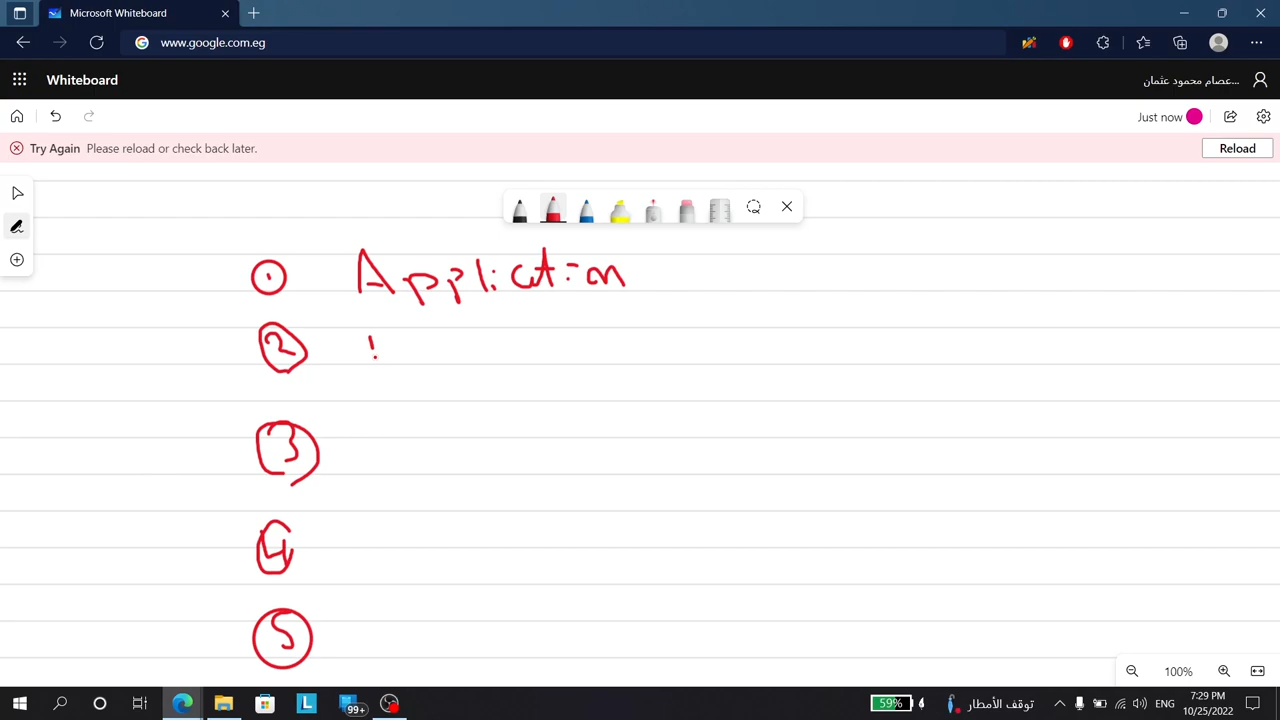 Microsoft Whiteboard
www.google.com.eg
Whiteboard
عصام محمود عثمان...
Just now
Try Again Please reload or check back later.
Reload
1 Application
2
3
4
5
100%
L
99+
59%
توقف الأمطار
ENG
7:29 PM
10/25/2022